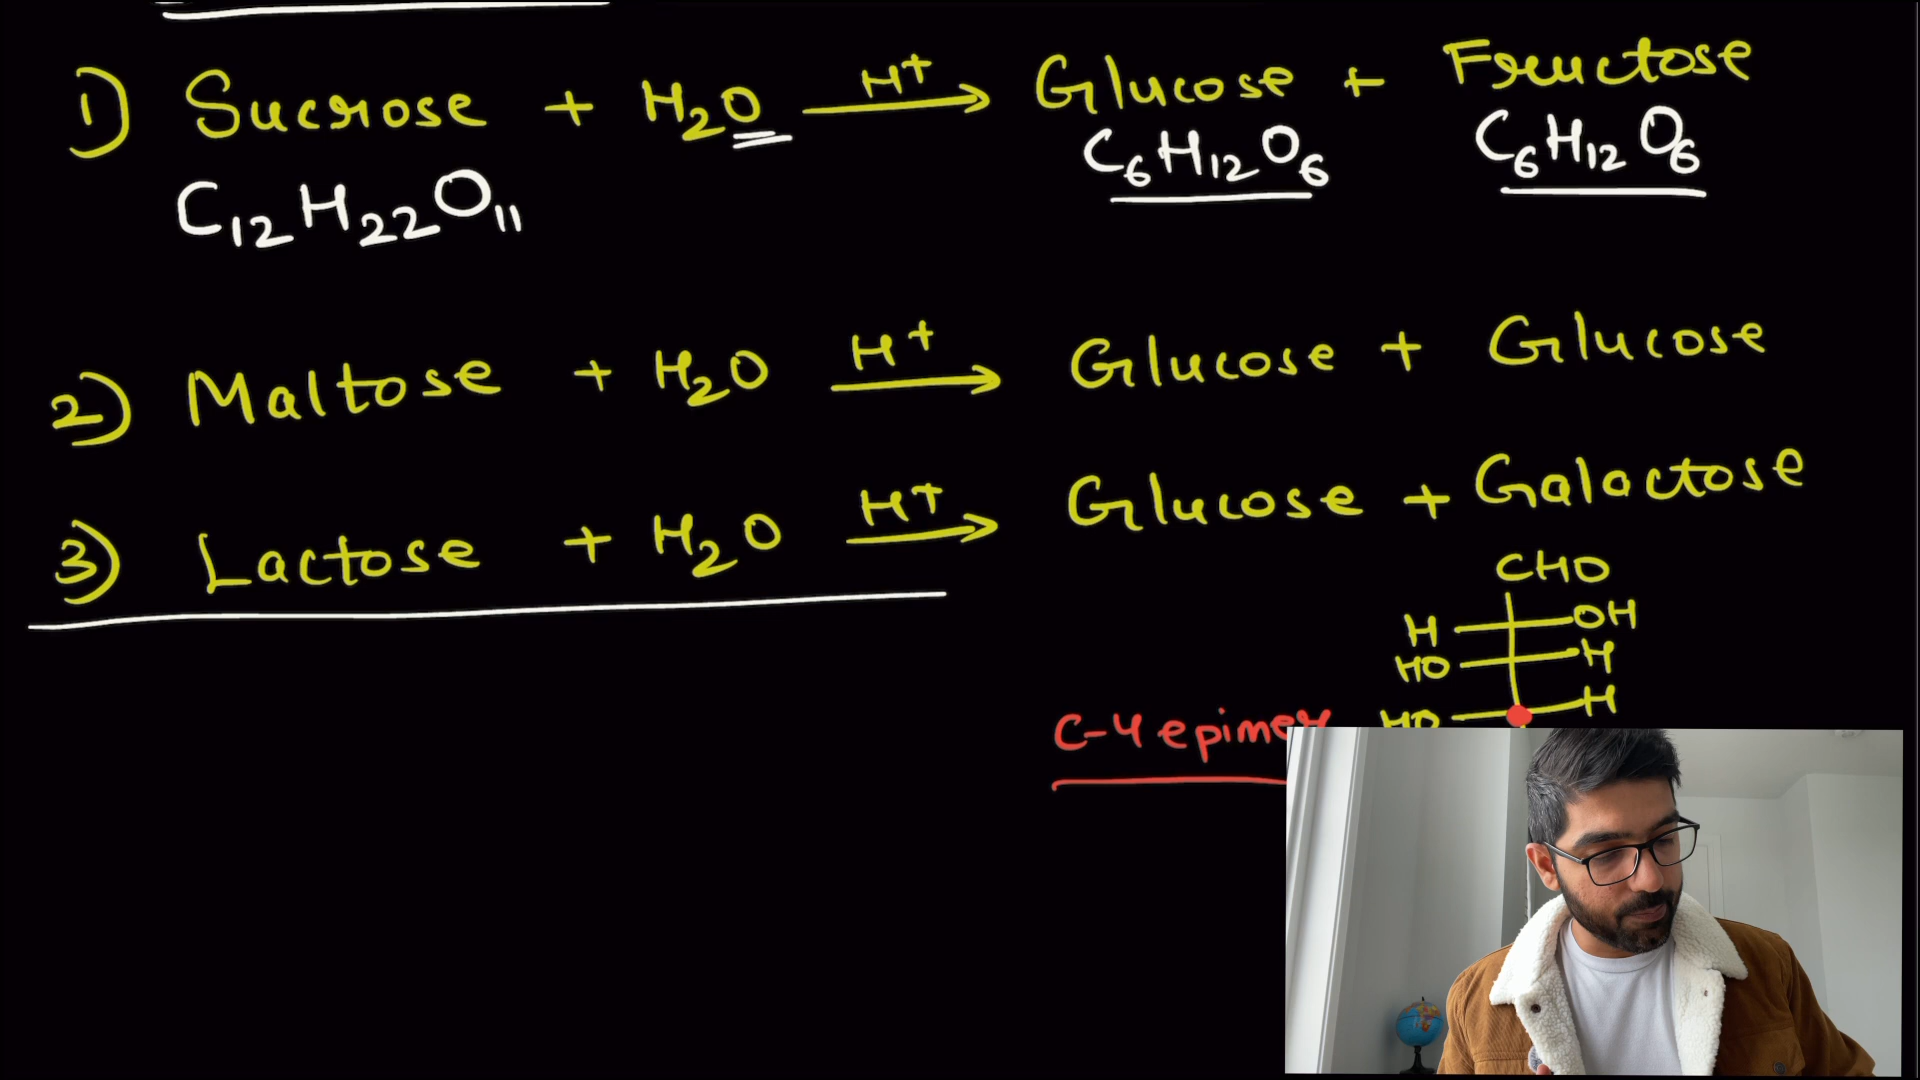 1) Sucrose + H₂O H⁺→ Glucose + Fructose
C₁₂H₂₂O₁₁ C₆H₁₂O₆ C₆H₁₂O₆
2) Maltose + H₂O H⁺→ Glucose + Glucose
3) Lactose + H₂O H⁺→ Glucose + Galactose
CHO
H OH
HO H
HO H
C-4 epimer